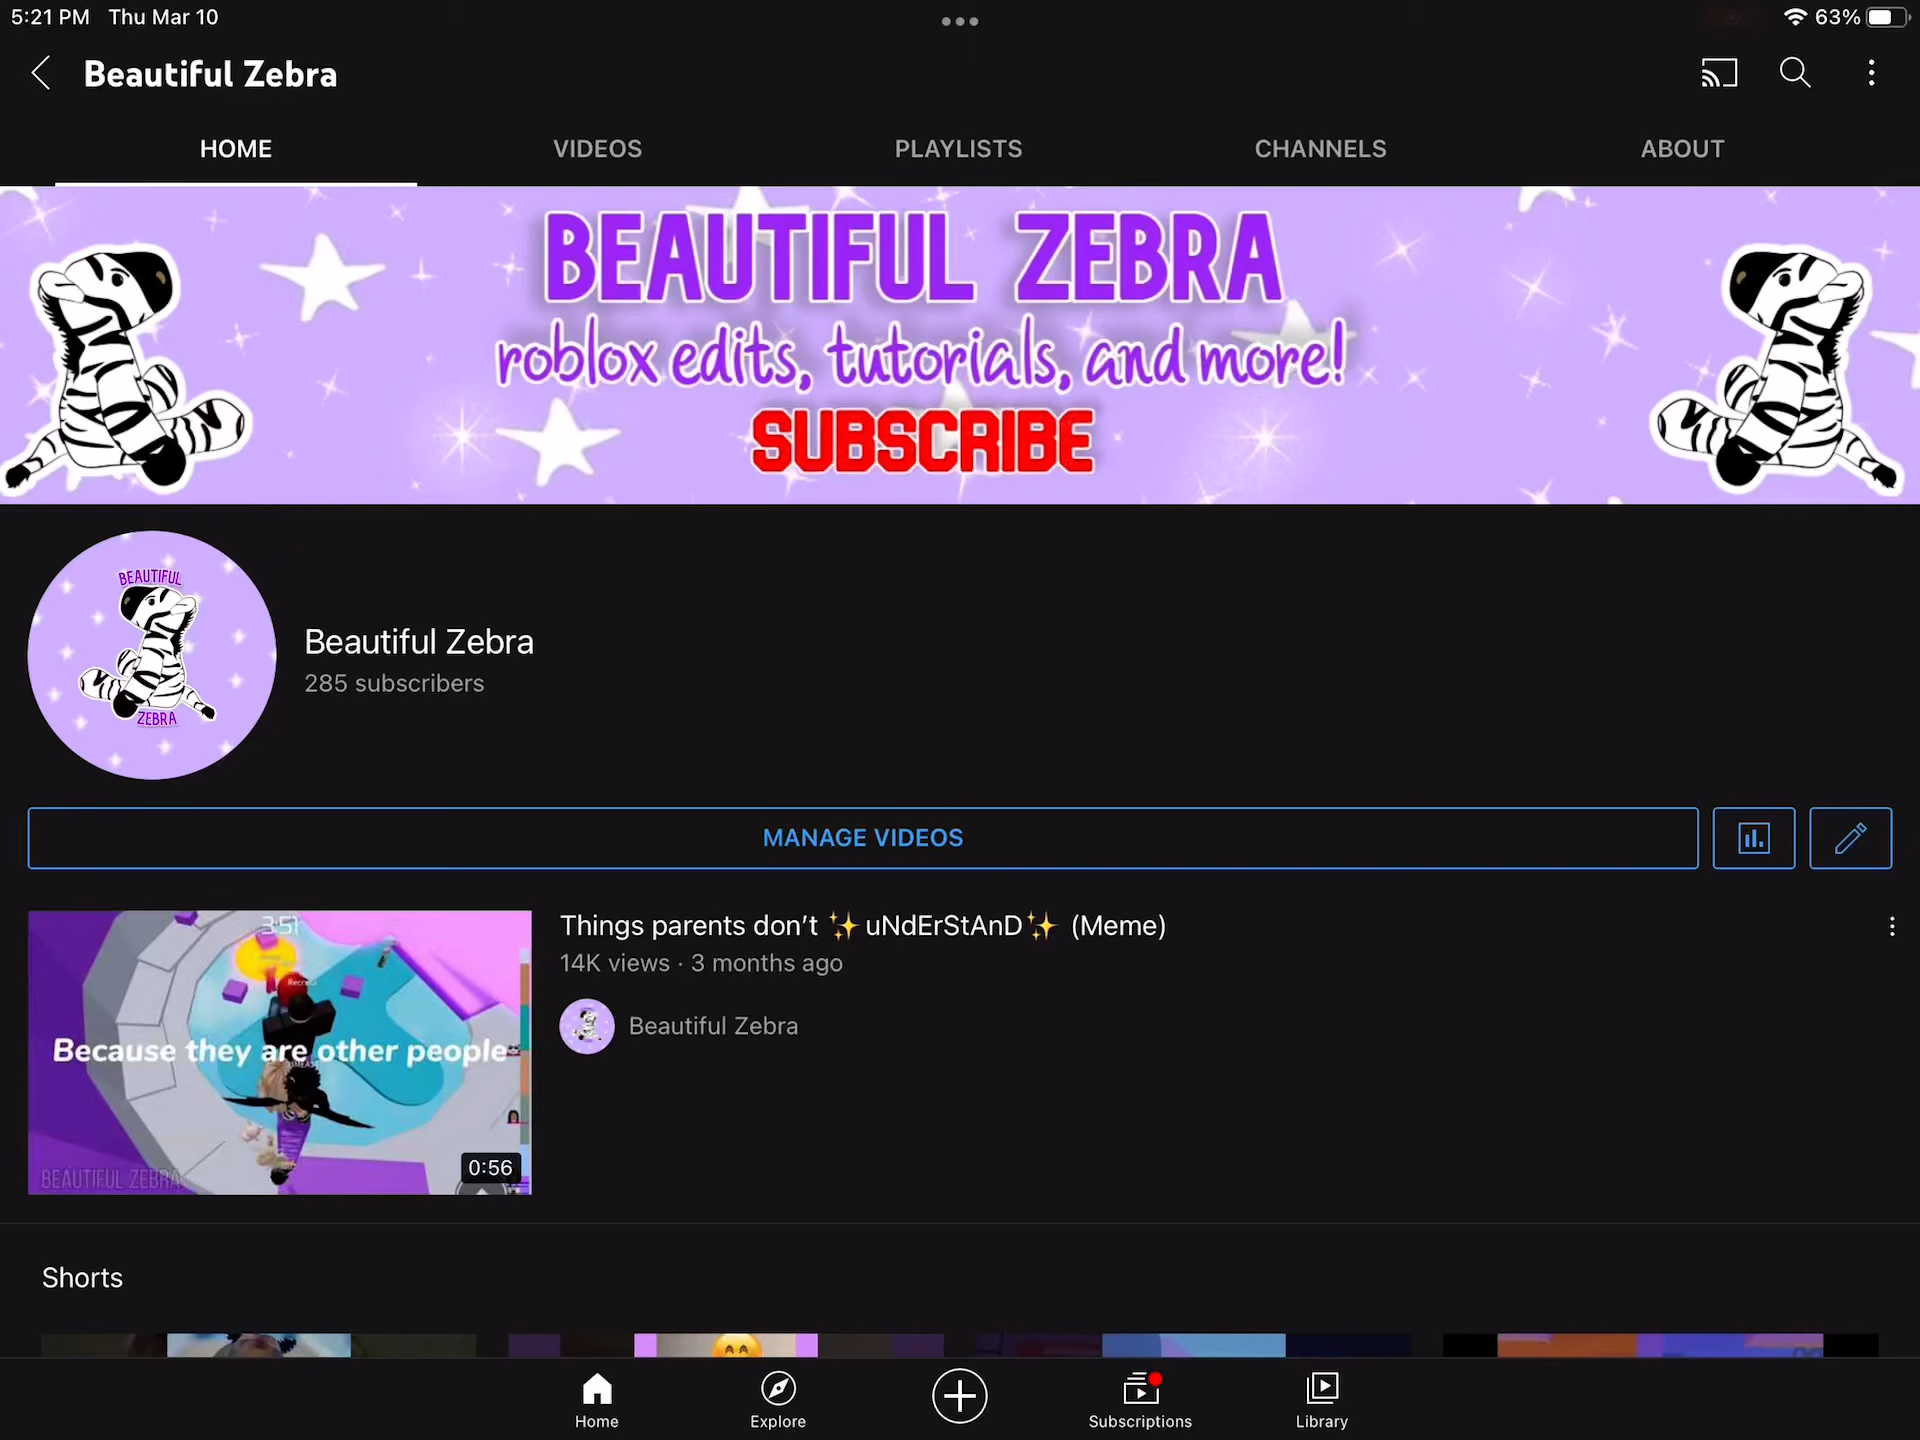 5:21 PM Thu Mar 10
63%
Beautiful Zebra
HOME VIDEOS PLAYLISTS CHANNELS ABOUT
BEAUTIFUL ZEBRA
roblox edits, tutorials, and more!
SUBSCRIBE
BEAUTIFUL
ZEBRA
Beautiful Zebra
285 subscribers
MANAGE VIDEOS
3:51
Because they are other people
BEAUTIFUL ZEBRA
0:56
Things parents don't ✨uNdErStAnD✨ (Meme)
14K views · 3 months ago
Beautiful Zebra
Shorts
Home Explore Subscriptions Library